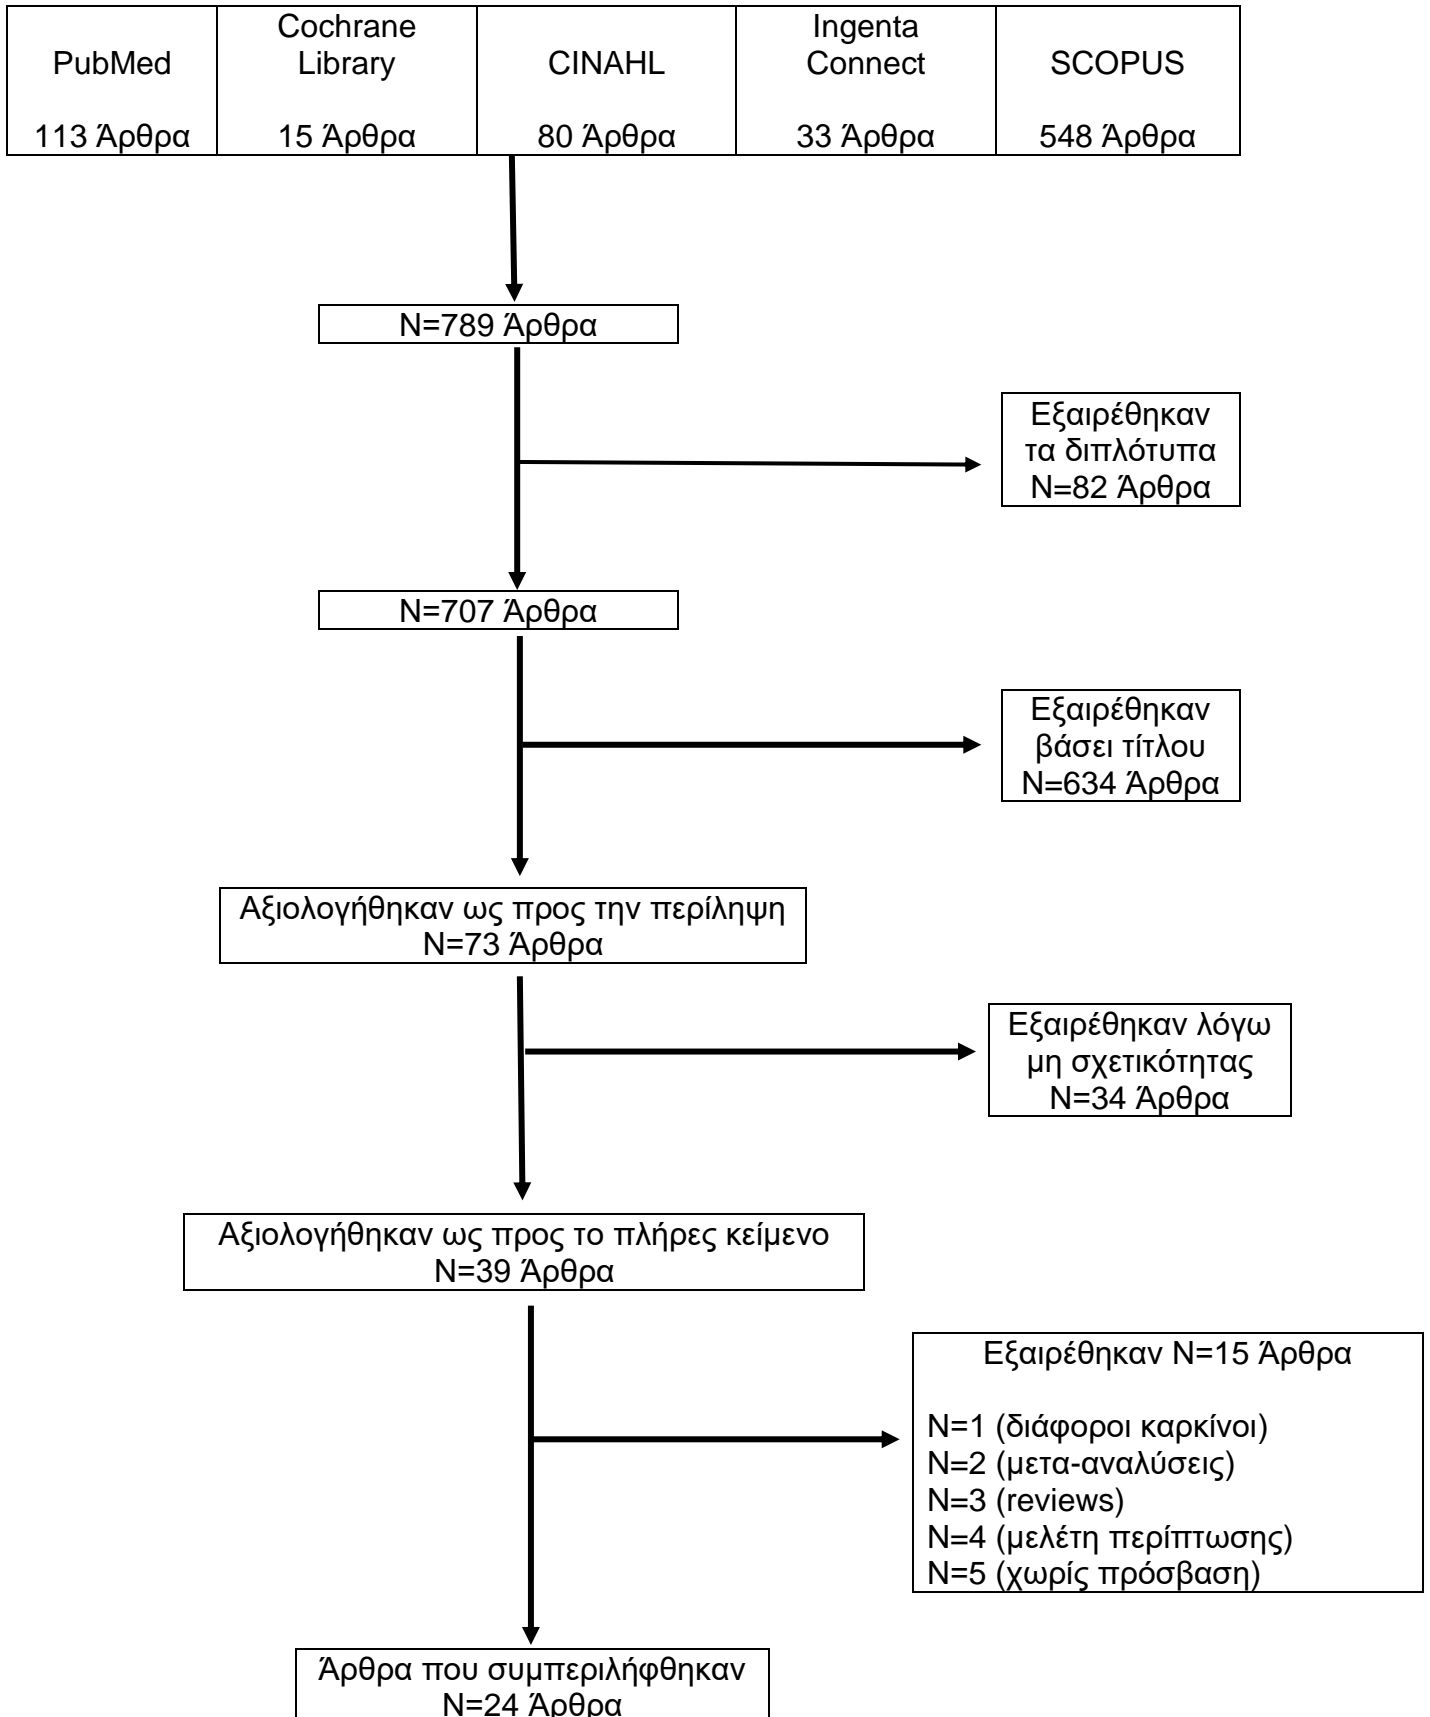 PubMed
113 Άρθρα
Cochrane
Library
15 Άρθρα
CINAHL
80 Άρθρα
Ingenta
Connect
33 Άρθρα
SCOPUS
548 Άρθρα
N=789 Άρθρα
Εξαιρέθηκαν
τα διπλότυπα
N=82 Άρθρα
N=707 Άρθρα
Εξαιρέθηκαν
βάσει τίτλου
N=634 Άρθρα
Αξιολογήθηκαν ως προς την περίληψη
N=73 Άρθρα
Εξαιρέθηκαν λόγω
μη σχετικότητας
N=34 Άρθρα
Αξιολογήθηκαν ως προς το πλήρες κείμενο
N=39 Άρθρα
Εξαιρέθηκαν N=15 Άρθρα
N=1 (διάφοροι καρκίνοι)
N=2 (μετα-αναλύσεις)
N=3 (reviews)
N=4 (μελέτη περίπτωσης)
N=5 (χωρίς πρόσβαση)
Άρθρα που συμπεριλήφθηκαν
N=24 Άρθρα